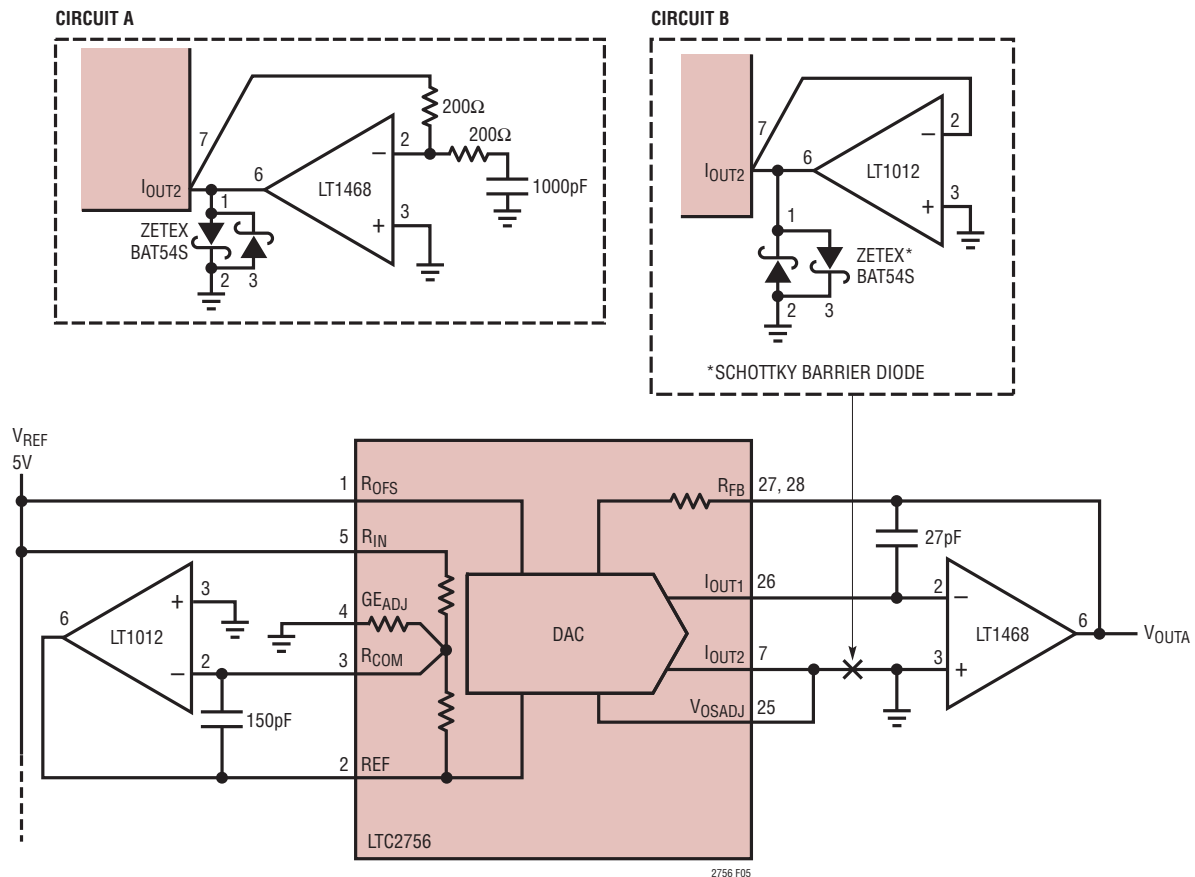 CIRCUIT A
7
200Ω
200Ω
2
6
IOUT2
LT1468
–
+
1000pF
1
3
ZETEX
BAT54S
2
3
CIRCUIT B
7
2
6
IOUT2
LT1012
–
+
3
1
ZETEX*
BAT54S
2
3
*SCHOTTKY BARRIER DIODE
VREF
5V
1
ROFS
RFB
27, 28
5
RIN
27pF
3
+
6
GEADJ
4
LT1012
IOUT1
26
2
–
DAC
LT1468
6
VOUTA
2
–
3
RCOM
IOUT2
7
3
+
150pF
VOSADJ
25
2
REF
LTC2756
2756 F05